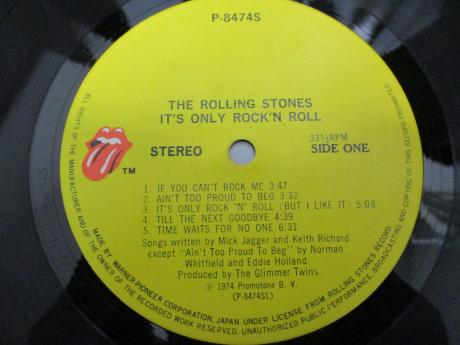 P-8474S
THE ROLLING STONES
IT'S ONLY ROCK'N ROLL
STEREO
33⅓RPM
SIDE ONE
TM
1. IF YOU CAN'T ROCK ME 3:47
2. AIN'T TOO PROUD TO BEG 3:32
3. IT'S ONLY ROCK 'N' ROLL (BUT I LIKE IT) 5:08
4. TILL THE NEXT GOODBYE 4:39
5. TIME WAITS FOR NO ONE 6:31
Songs written by Mick Jagger and Keith Richard
except "Ain't Too Proud To Beg" by Norman
Whitfield and Eddie Holland
Produced by The Glimmer Twins
Ⓟ 1974 Promotone B. V.
(P-8474S1)
ALL RIGHTS OF THE MANUFACTURER AND OF THE OWNER OF THE RECORDED WORK RESERVED. UNAUTHORIZED PUBLIC PERFORMANCE, BROADCASTING AND COPYING OF THIS RECORD PROHIBITED
MADE BY WARNER-PIONEER CORPORATION, JAPAN UNDER LICENSE FROM ROLLING STONES RECORDS